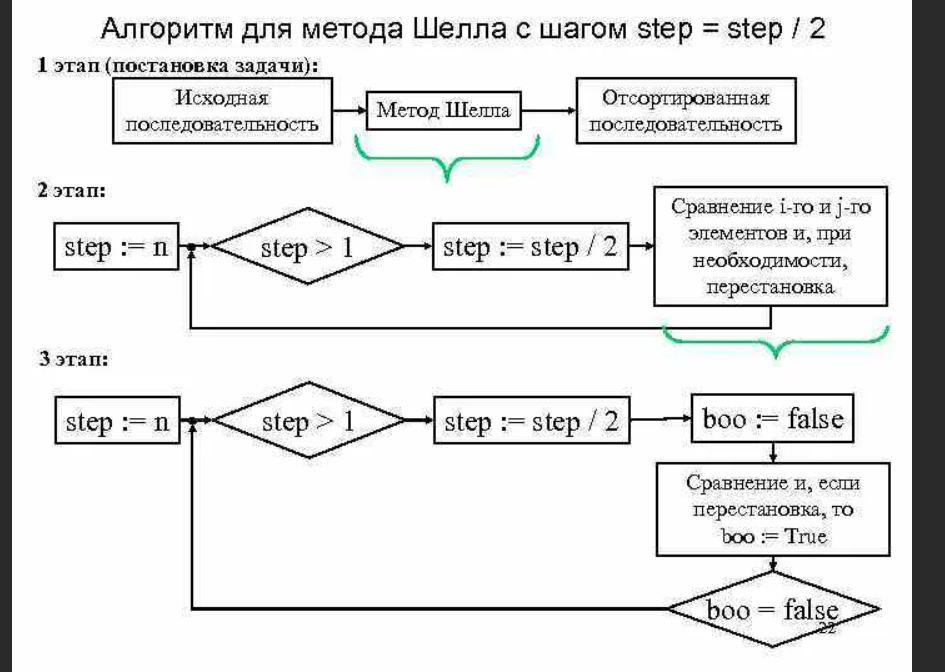 Алгоритм для метода Шелла с шагом step = step / 2
1 этап (постановка задачи):
Исходная
последовательность
Метод Шелла
Отсортированная
последовательность
2 этап:
step := n
step > 1
step := step / 2
Сравнение i-го и j-го
элементов и, при
необходимости,
перестановка
3 этап:
step := n
step > 1
step := step / 2
boo := false
Сравнение и, если
перестановка, то
boo := True
boo = false
22